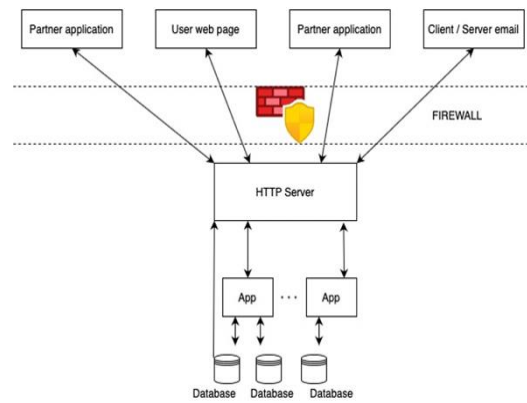 Partner application
User web page
Partner application
Client / Server email
FIREWALL
HTTP Server
App
...
App
Database
Database
Database